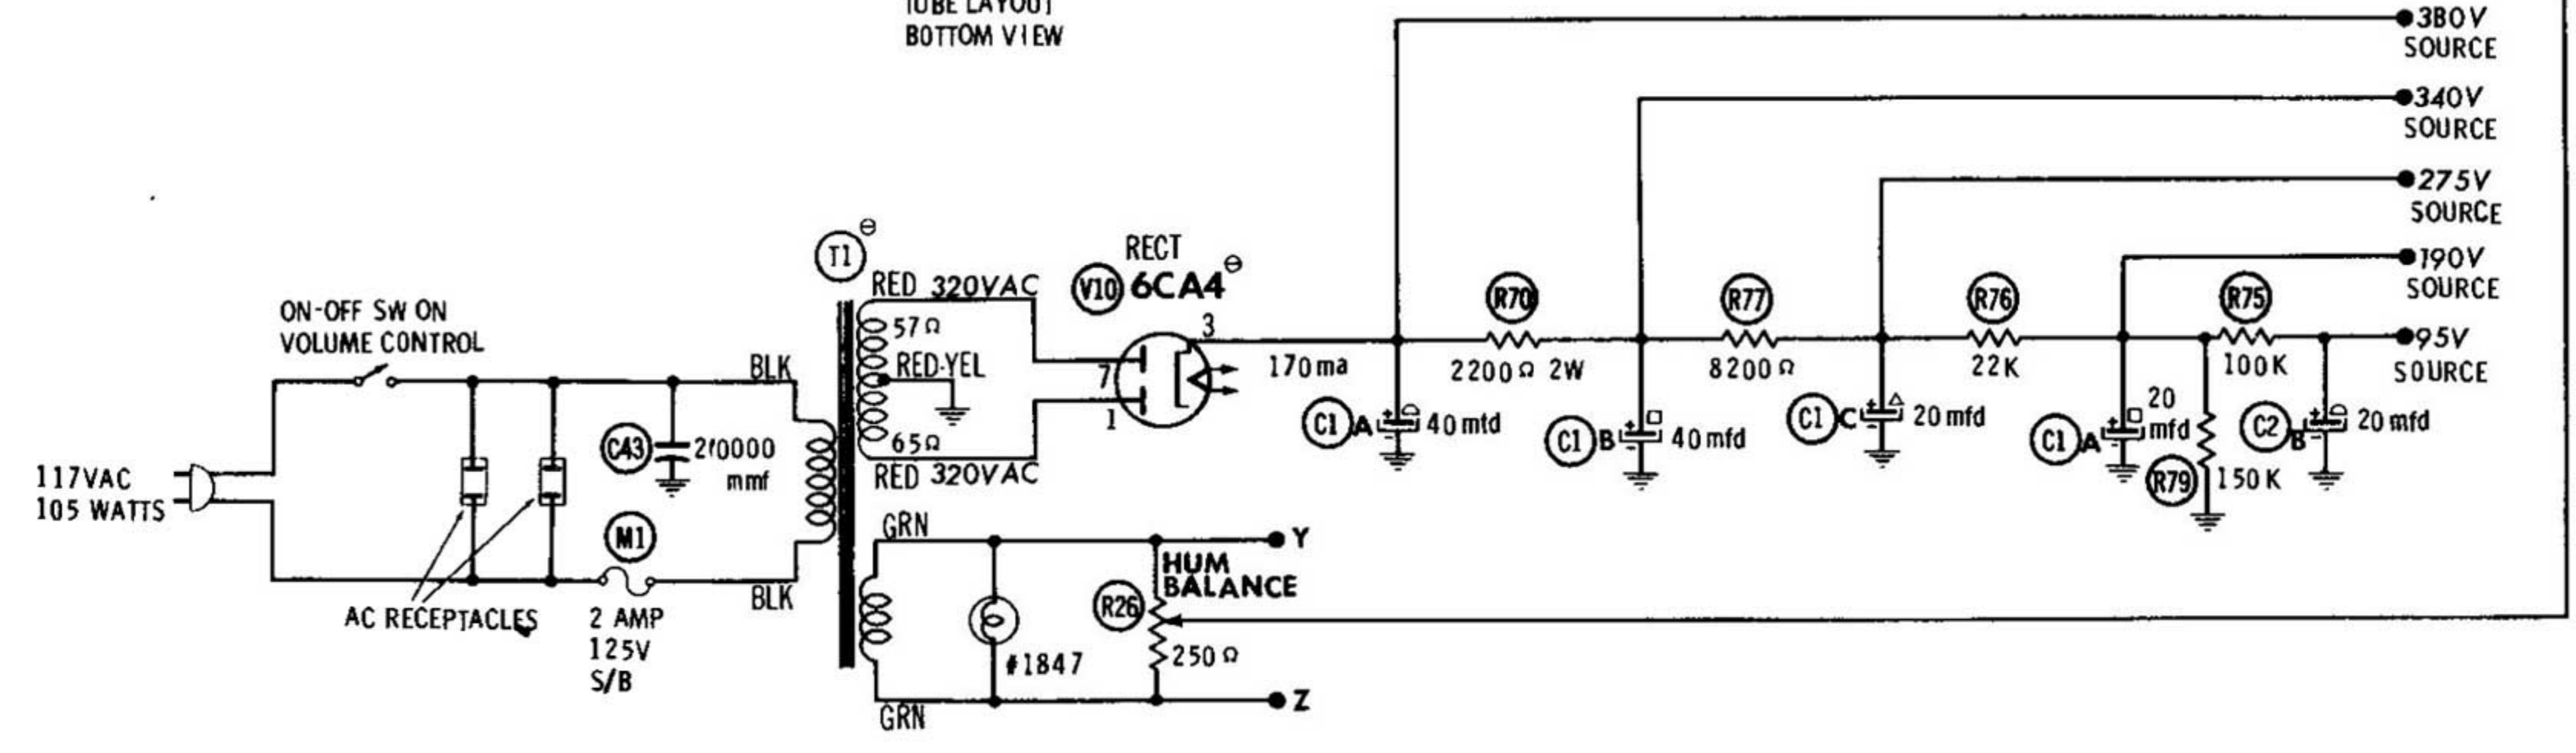 TUBE LAYOUT
BOTTOM VIEW
380V
SOURCE
340V
SOURCE
275V
SOURCE
190V
SOURCE
95V
SOURCE
T1
RED 320VAC
57Ω
RED-YEL
65Ω
RED 320VAC
RECT
V10 6CA4
3
7
1
170ma
R70
2200Ω 2W
R77
8200Ω
R76
22K
R75
100K
C1 A 40 mfd
C1 B 40 mfd
C1 C 20 mfd
C1 A 20
mfd
R79 150K
C2 B 20 mfd
ON-OFF SW ON
VOLUME CONTROL
BLK
C43 210000
mmf
117VAC
105 WATTS
M1
BLK
AC RECEPTACLES
2 AMP
125V
S/B
GRN
Y
HUM
BALANCE
R26
250Ω
#1847
Z
GRN